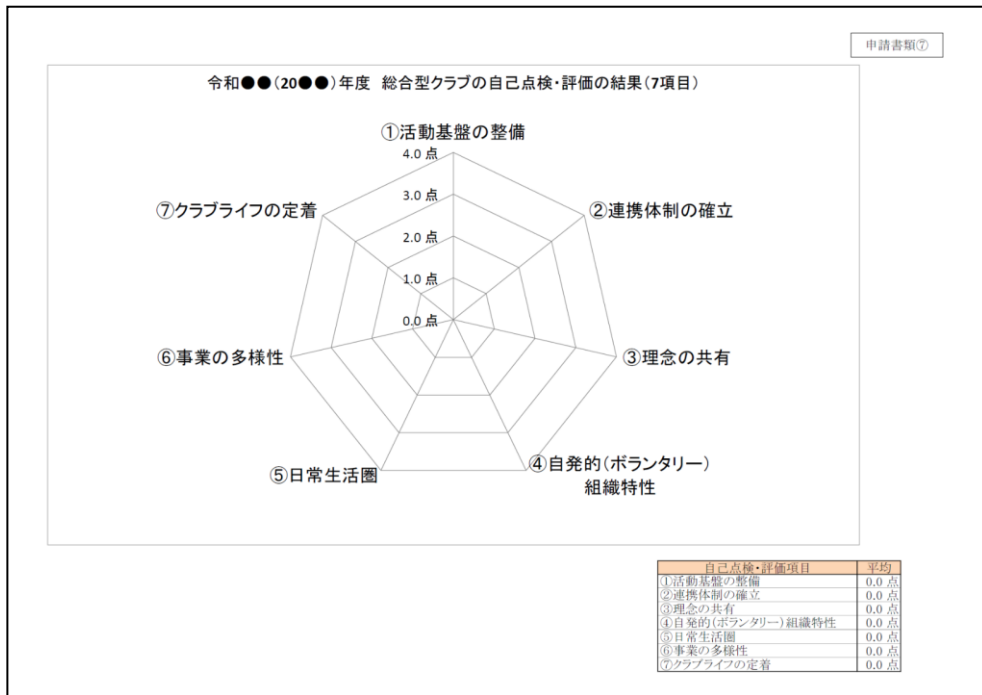 申請書類⑦
令和●●(20●●)年度 総合型クラブの自己点検・評価の結果(7項目)
①活動基盤の整備
4.0 点
3.0 点
2.0 点
1.0 点
0.0 点
②連携体制の確立
③理念の共有
④自発的(ボランタリー)
組織特性
⑤日常生活圏
⑥事業の多様性
⑦クラブライフの定着
自己点検・評価項目 平均
①活動基盤の整備 0.0 点
②連携体制の確立 0.0 点
③理念の共有 0.0 点
④自発的(ボランタリー)組織特性 0.0 点
⑤日常生活圏 0.0 点
⑥事業の多様性 0.0 点
⑦クラブライフの定着 0.0 点